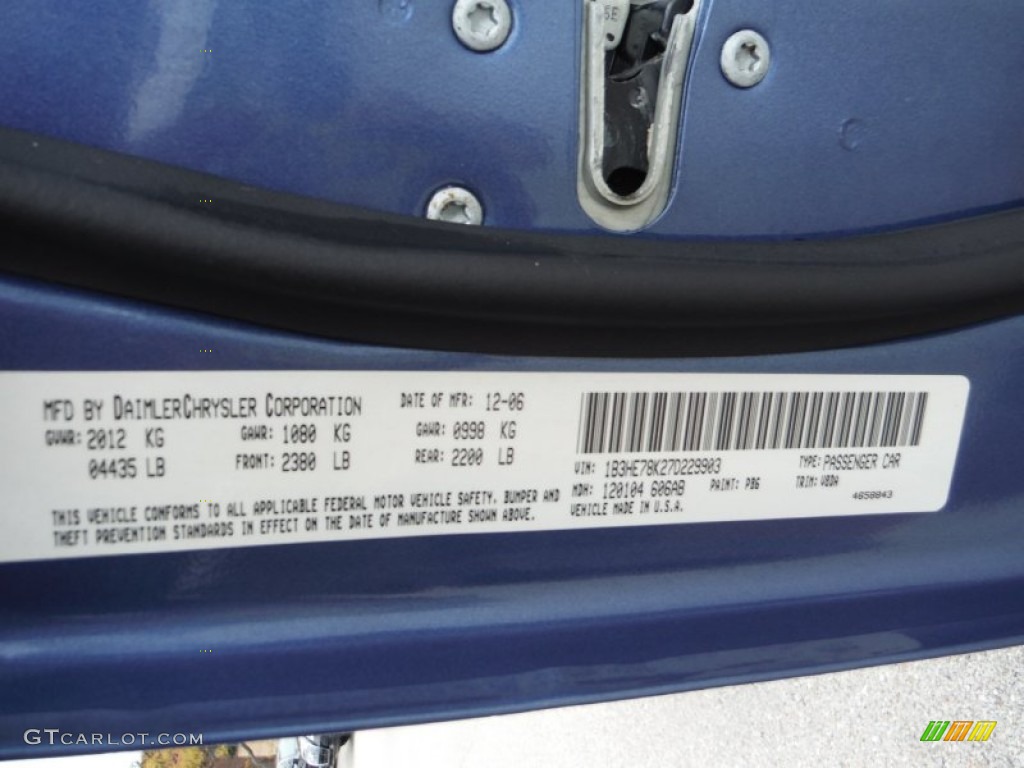 SE
MFD BY DAIMLERCHRYSLER CORPORATION DATE OF MFR: 12-06
GVWR: 2012 KG GAWR: 1080 KG GAWR: 0998 KG
04435 LB FRONT: 2380 LB REAR: 2200 LB
THIS VEHICLE CONFORMS TO ALL APPLICABLE FEDERAL MOTOR VEHICLE SAFETY, BUMPER AND
THEFT PREVENTION STANDARDS IN EFFECT ON THE DATE OF MANUFACTURE SHOWN ABOVE.
VIN: 1B3HE78K27D229903 TYPE: PASSENGER CAR
MDH: 120104 606AB PAINT: PBG TRIM: V8DA
VEHICLE MADE IN U.S.A. 4658843
GTCARLOT.COM